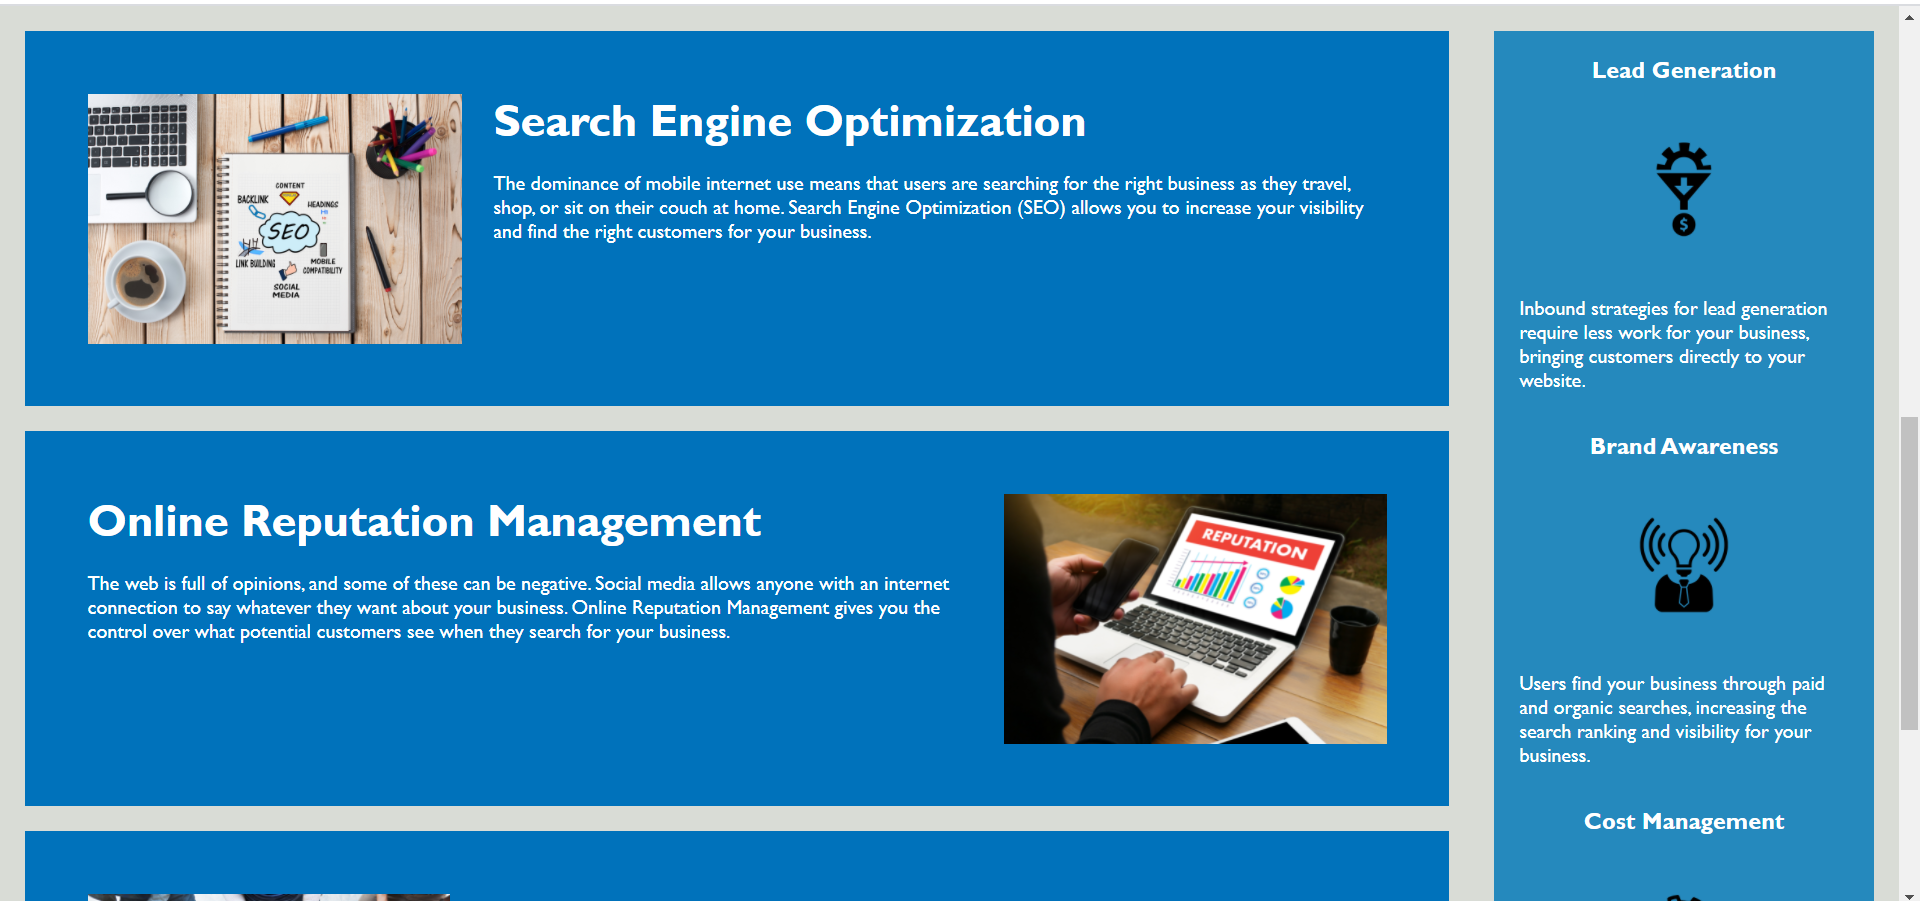 Search Engine Optimization
The dominance of mobile internet use means that users are searching for the right business as they travel,
shop, or sit on their couch at home. Search Engine Optimization (SEO) allows you to increase your visibility
and find the right customers for your business.
CONTENT
BACKLINK
HEADINGS
H1
SEO
LINK BUILDING
MOBILE
COMPATIBILITY
SOCIAL
MEDIA
Online Reputation Management
The web is full of opinions, and some of these can be negative. Social media allows anyone with an internet
connection to say whatever they want about your business. Online Reputation Management gives you the
control over what potential customers see when they search for your business.
REPUTATION
Lead Generation
$
Inbound strategies for lead generation
require less work for your business,
bringing customers directly to your
website.
Brand Awareness
Users find your business through paid
and organic searches, increasing the
search ranking and visibility for your
business.
Cost Management